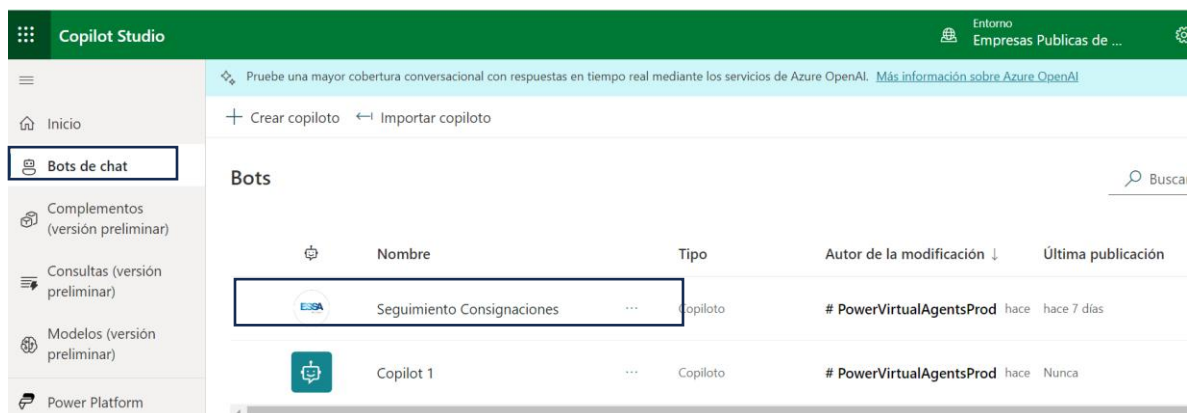 Copilot Studio
Entorno
Empresas Publicas de ...
Pruebe una mayor cobertura conversacional con respuestas en tiempo real mediante los servicios de Azure OpenAI. Más información sobre Azure OpenAI
Inicio
Crear copiloto Importar copiloto
Bots de chat
Bots
Complementos
(versión preliminar)
Consultas (versión
preliminar)
Modelos (versión
preliminar)
Power Platform
Nombre Tipo Autor de la modificación ↓ Última publicación
ESSA Seguimiento Consignaciones ... Copiloto # PowerVirtualAgentsProd hace hace 7 días
Copilot 1 ... Copiloto # PowerVirtualAgentsProd hace Nunca